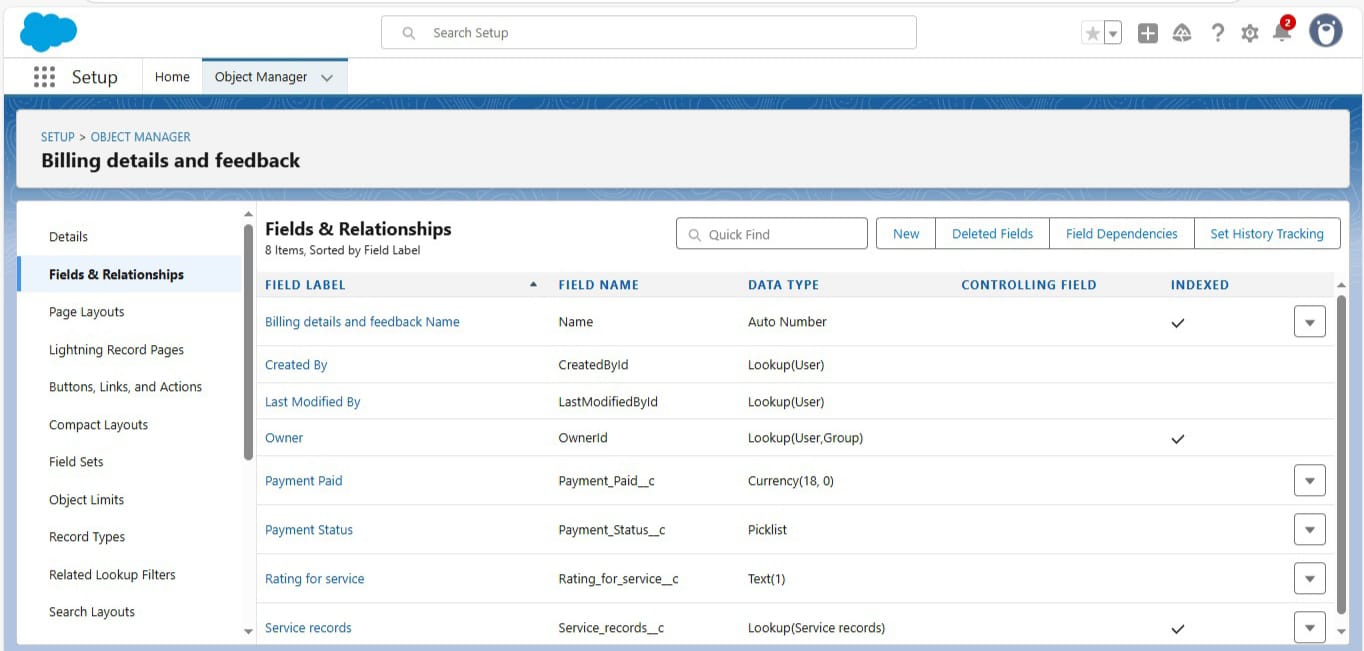 Search Setup
2
Setup
Home
Object Manager
SETUP > OBJECT MANAGER
Billing details and feedback
Details
Fields & Relationships
Page Layouts
Lightning Record Pages
Buttons, Links, and Actions
Compact Layouts
Field Sets
Object Limits
Record Types
Related Lookup Filters
Search Layouts
Fields & Relationships
8 Items, Sorted by Field Label
Quick Find
New
Deleted Fields
Field Dependencies
Set History Tracking
FIELD LABEL FIELD NAME DATA TYPE CONTROLLING FIELD INDEXED
Billing details and feedback Name Name Auto Number
Created By CreatedById Lookup(User)
Last Modified By LastModifiedById Lookup(User)
Owner OwnerId Lookup(User,Group)
Payment Paid Payment_Paid__c Currency(18, 0)
Payment Status Payment_Status__c Picklist
Rating for service Rating_for_service__c Text(1)
Service records Service_records__c Lookup(Service records)